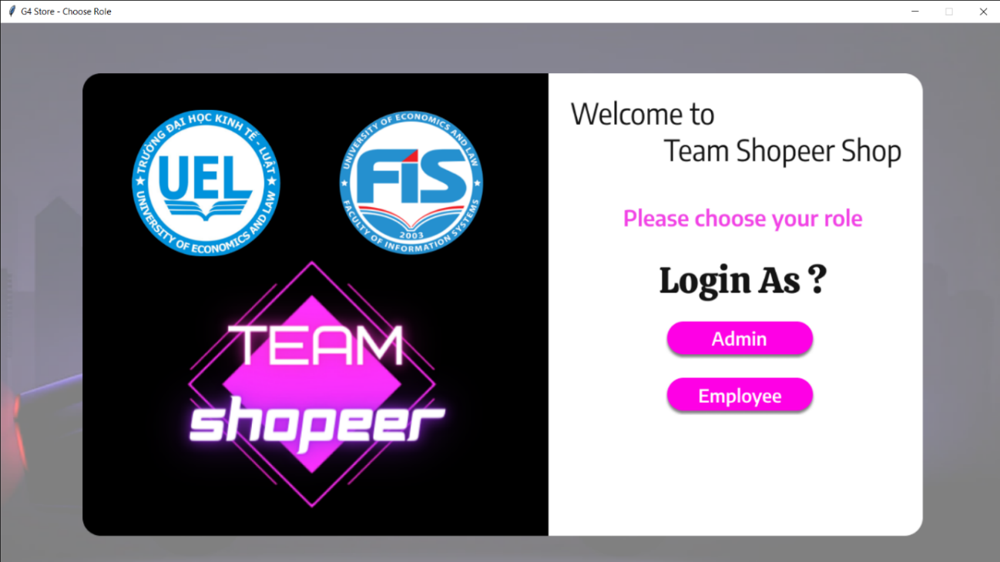 G4 Store - Choose Role
TRƯỜNG ĐẠI HỌC KINH TẾ - LUẬT
UEL
UNIVERSITY OF ECONOMICS AND LAW
UNIVERSITY OF ECONOMICS AND LAW
FIS
2003
FACULTY OF INFORMATION SYSTEMS
TEAM
shopeer
Welcome to
Team Shopeer Shop
Please choose your role
Login As ?
Admin
Employee